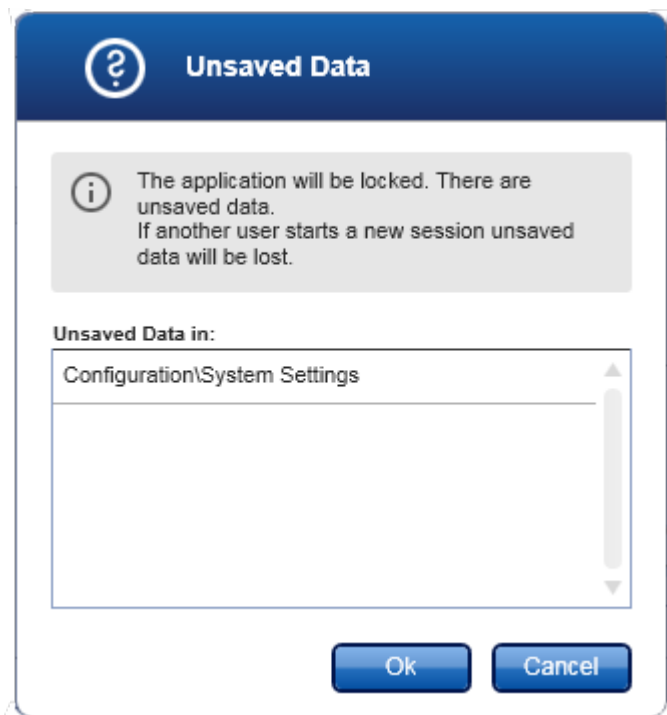 Unsaved Data
The application will be locked. There are
unsaved data.
If another user starts a new session unsaved
data will be lost.
Unsaved Data in:
Configuration\System Settings
Ok
Cancel